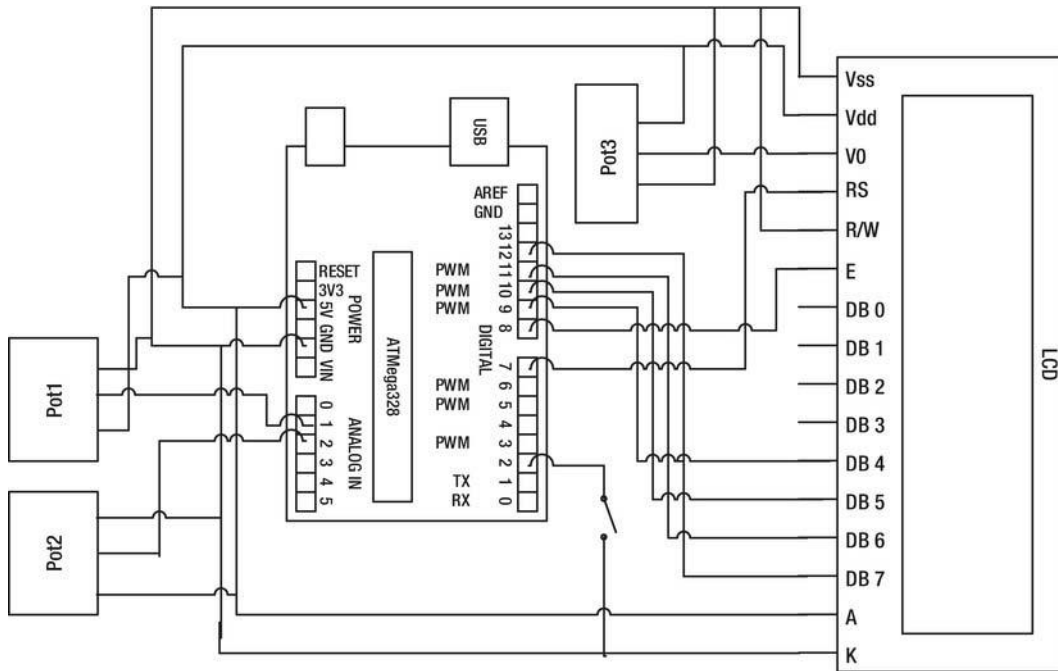 Pot1
Pot2
USB
Pot3
RESET
3V3
5V
GND
VIN
POWER
0
1
2
3
4
5
ANALOG IN
ATMega328
AREF
GND
13
12
PWM 11
PWM 10
PWM 9
8
DIGITAL
7
PWM 6
PWM 5
4
PWM 3
2
TX 1
RX 0
Vss
Vdd
V0
RS
R/W
E
DB 0
DB 1
DB 2
DB 3
DB 4
DB 5
DB 6
DB 7
A
K
LCD